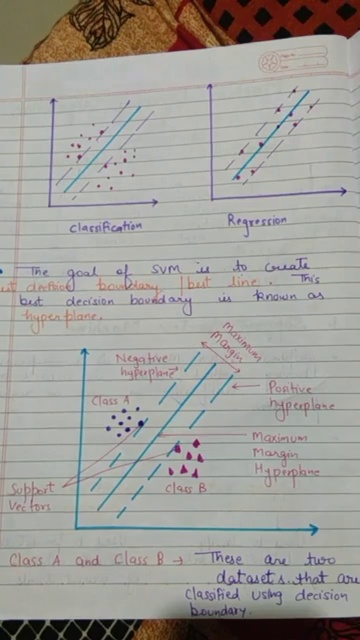 Classification
Regression
The goal of SVM is to create
decision boundary / best line. This
best decision boundary is known as
hyperplane.
Maximum
Margin
Negative
hyperplane
Positive
hyperplane
Class A
Maximum
Margin
Hyperplane
Class B
Support
Vectors
Class A and Class B → These are two
datasets that are
classified using decision
boundary.